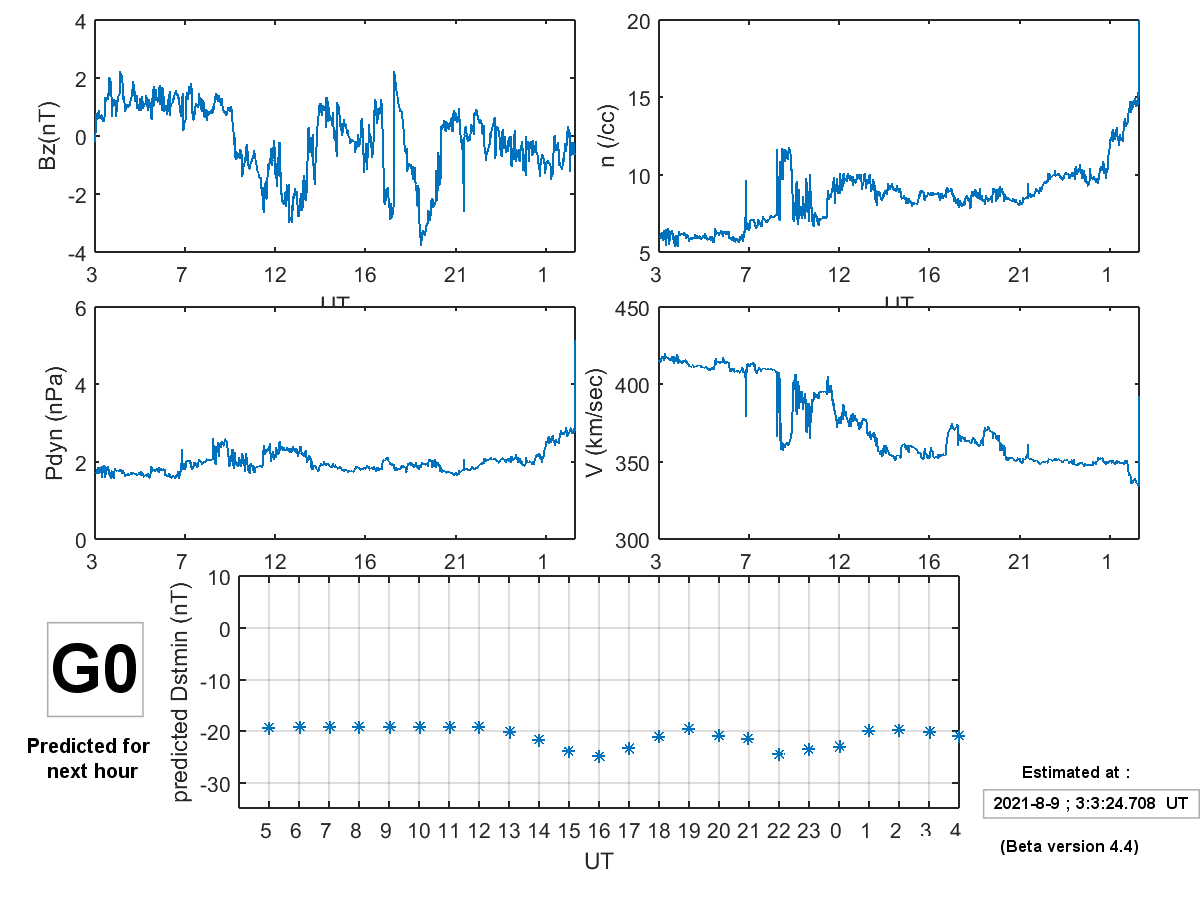 4
2
0
-2
-4
Bz(nT)
3 7 12 16 21 1
UT
20
15
10
5
n (/cc)
3 7 12 16 21 1
UT
6
4
2
0
Pdyn (nPa)
3 7 12 16 21 1
450
400
350
300
V (km/sec)
3 7 12 16 21 1
10
0
-10
-20
-30
predicted Dstmin (nT)
5 6 7 8 9 10 11 12 13 14 15 16 17 18 19 20 21 22 23 0 1 2 3 4
UT
G0
Predicted for
next hour
Estimated at :
2021-8-9 ; 3:3:24.708 UT
(Beta version 4.4)